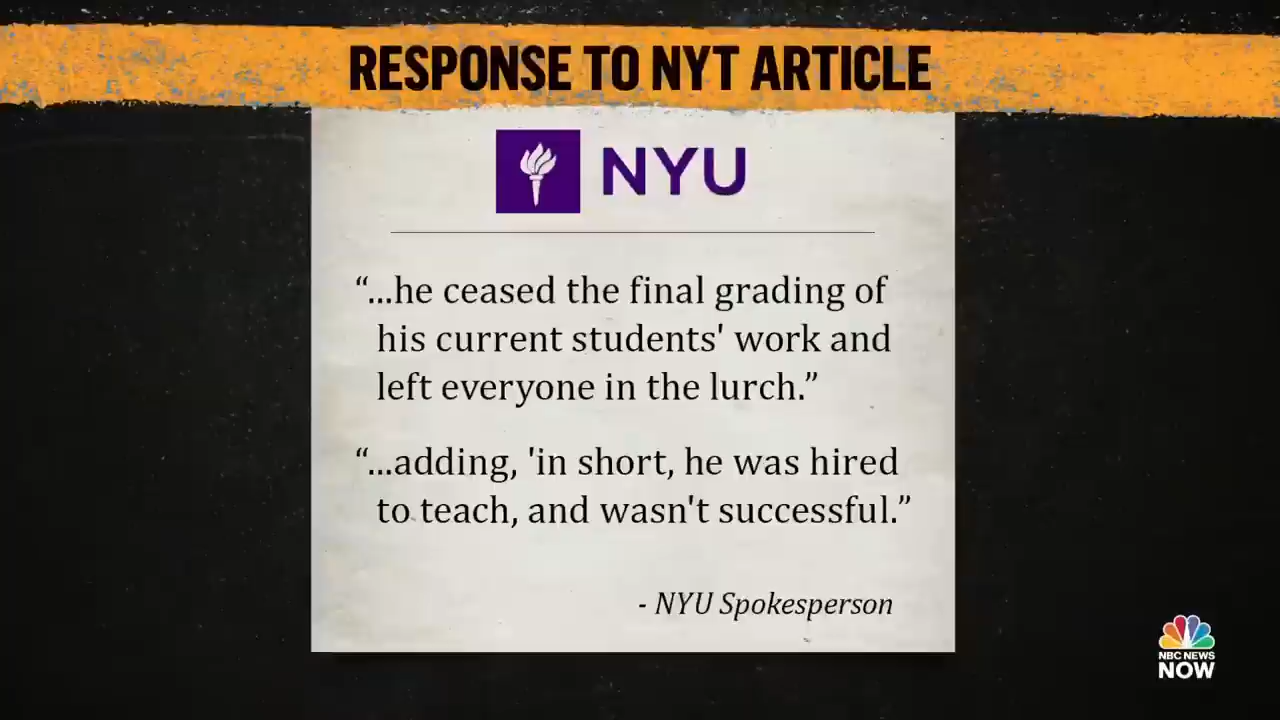 RESPONSE TO NYT ARTICLE
NYU
“...he ceased the final grading of
his current students' work and
left everyone in the lurch.”
“...adding, 'in short, he was hired
to teach, and wasn't successful.”
- NYU Spokesperson
NBC NEWS
NOW